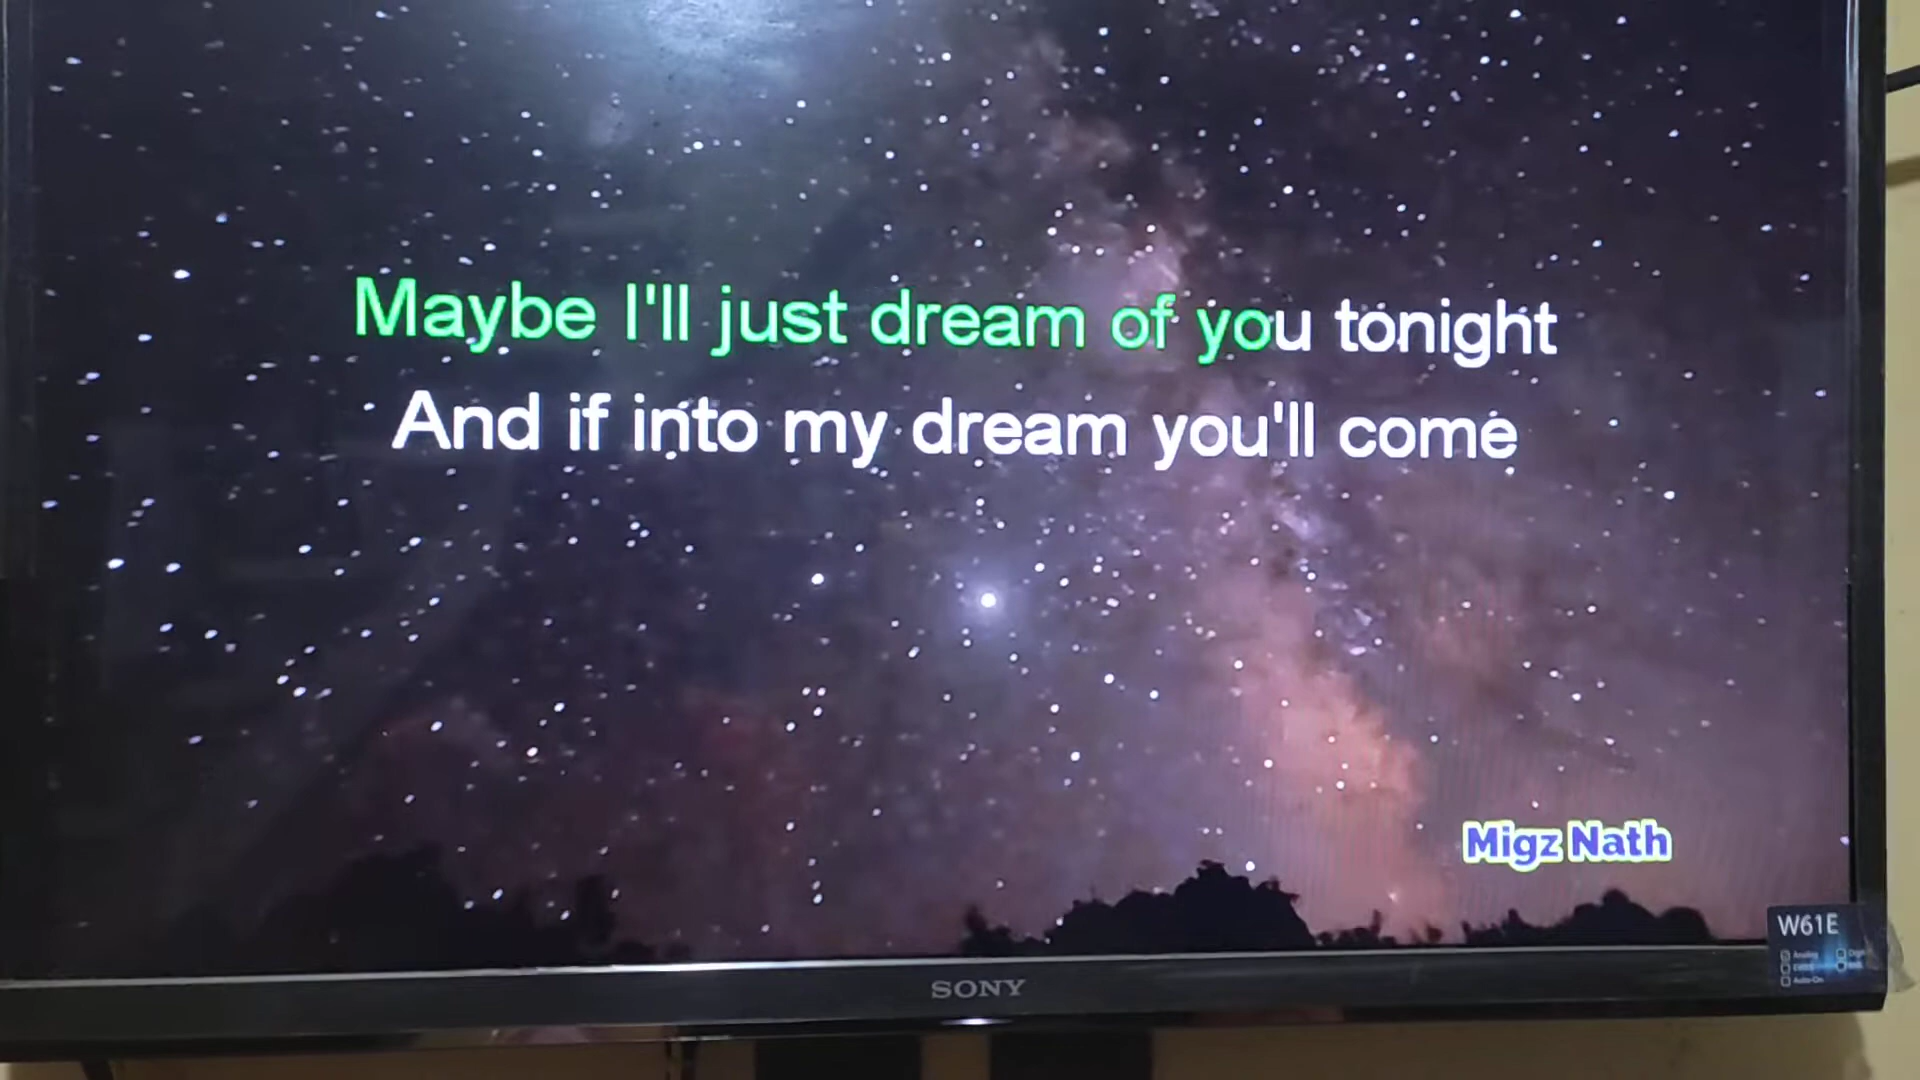 Maybe I'll just dream of you tonight
And if into my dream you'll come
Migz Nath
W61E
SONY